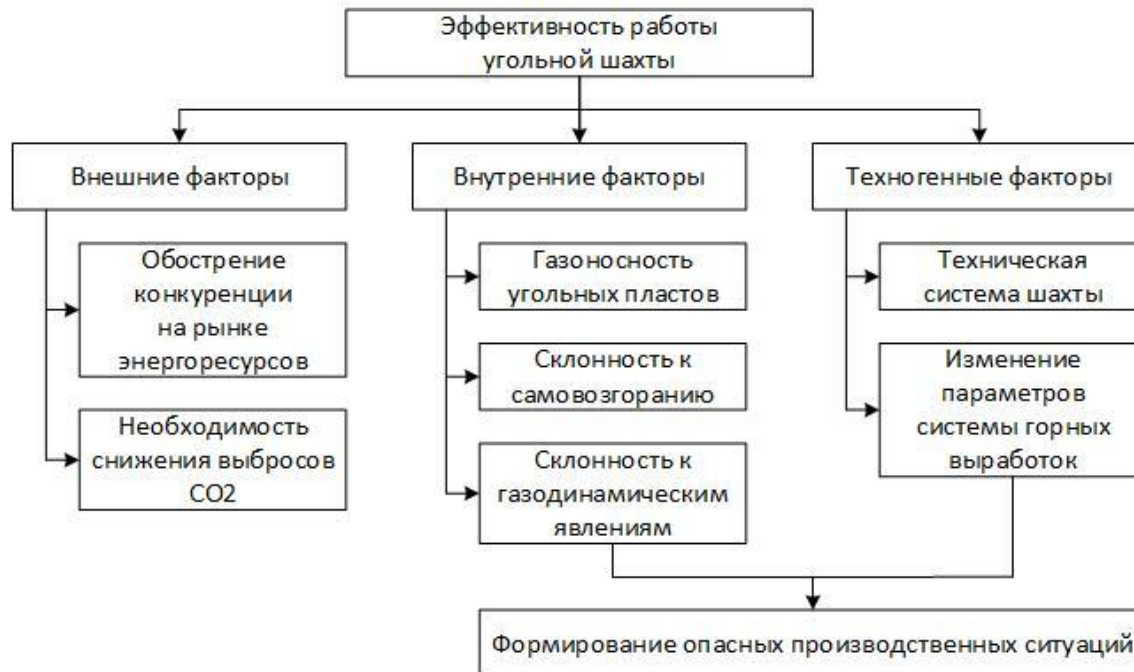 Эффективность работы
угольной шахты
Внешние факторы
Внутренние факторы
Техногенные факторы
Обострение
конкуренции
на рынке
энергоресурсов
Необходимость
снижения выбросов
СО2
Газоносность
угольных пластов
Склонность к
самовозгоранию
Склонность к
газодинамическим
явлениям
Техническая
система шахты
Изменение
параметров
системы горных
выработок
Формирование опасных производственных ситуаций